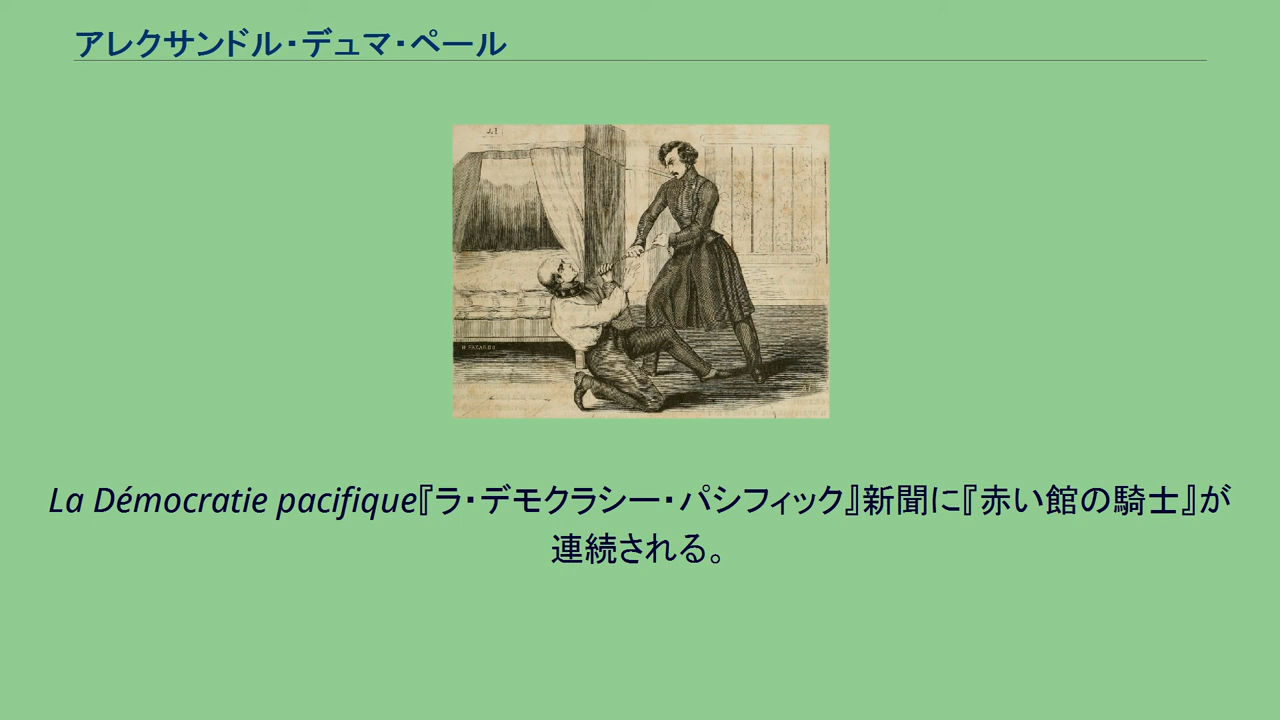 アレクサンドル・デュマ・ペール
H FATARDO
La Démocratie pacifique『ラ・デモクラシー・パシフィック』新聞に『赤い館の騎士』が
連続される。